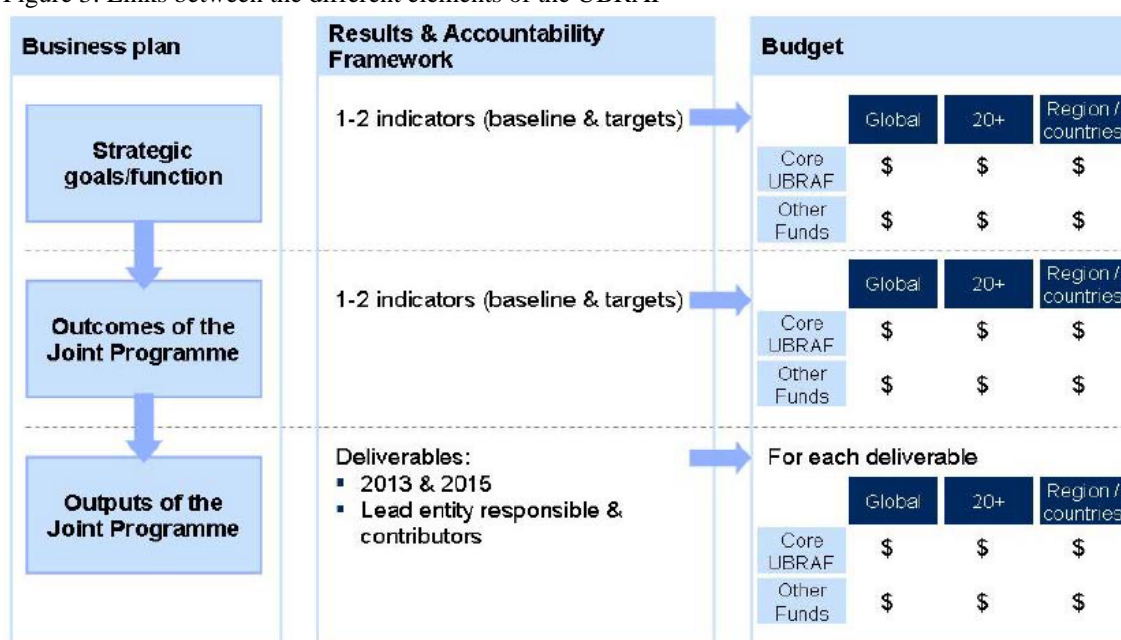 Figure 3: Links between the different elements of the UBRAF
Business plan
Results & Accountability
Framework
Budget
Strategic
goals/function
1-2 indicators (baseline & targets)
Global 20+ Region /
countries
Core
UBRAF $ $ $
Other
Funds $ $ $
Outcomes of the
Joint Programme
1-2 indicators (baseline & targets)
Global 20+ Region /
countries
Core
UBRAF $ $ $
Other
Funds $ $ $
Outputs of the
Joint Programme
Deliverables:
▪ 2013 & 2015
▪ Lead entity responsible &
contributors
For each deliverable
Global 20+ Region /
countries
Core
UBRAF $ $ $
Other
Funds $ $ $